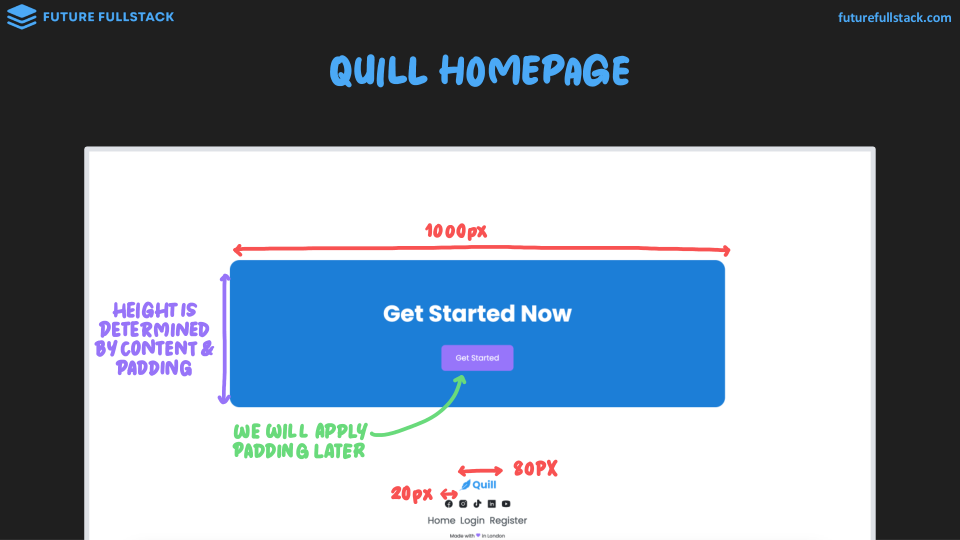 FUTURE FULLSTACK
futurefullstack.com
QUILL HOMEPAGE
1000px
HEIGHT IS
DETERMINED
BY CONTENT &
PADDING
Get Started Now
Get Started
WE WILL APPLY
PADDING LATER
80PX
Quill
20px
Home Login Register
Made with 💜 in London